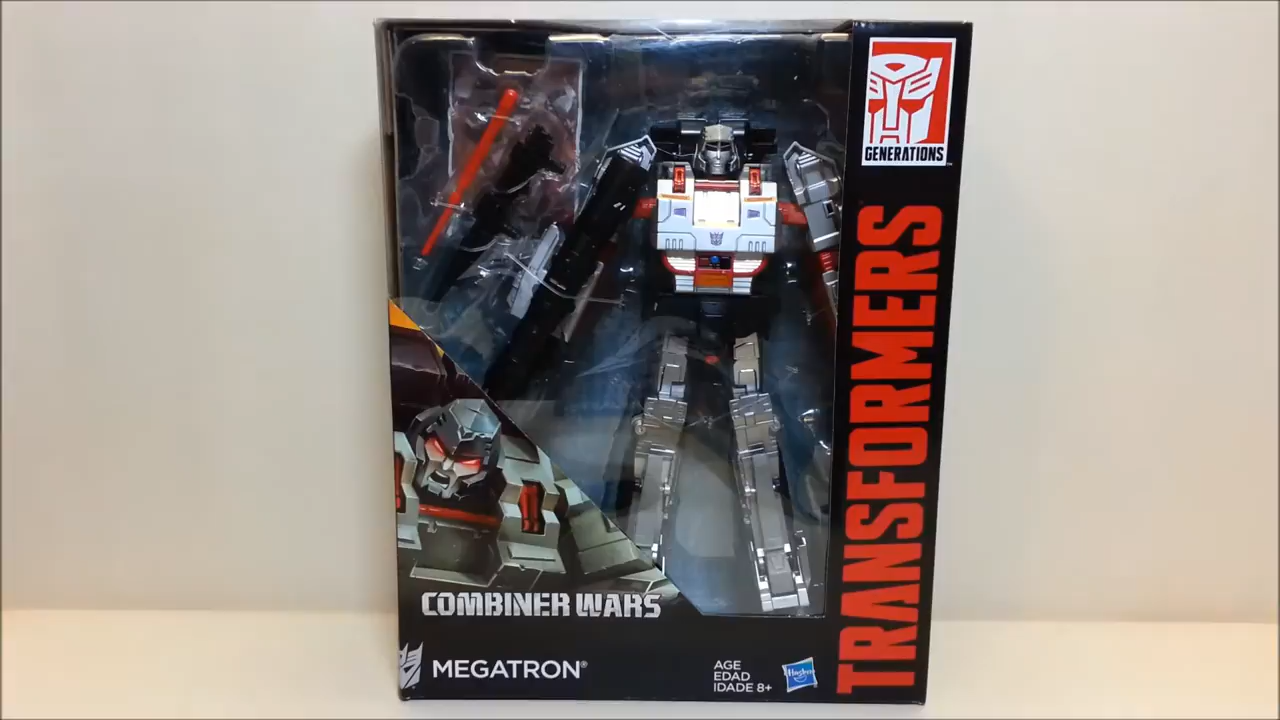 GENERATIONS
TRANSFORMERS
COMBINER WARS
MEGATRON®
AGE
EDAD
IDADE 8+
Hasbro